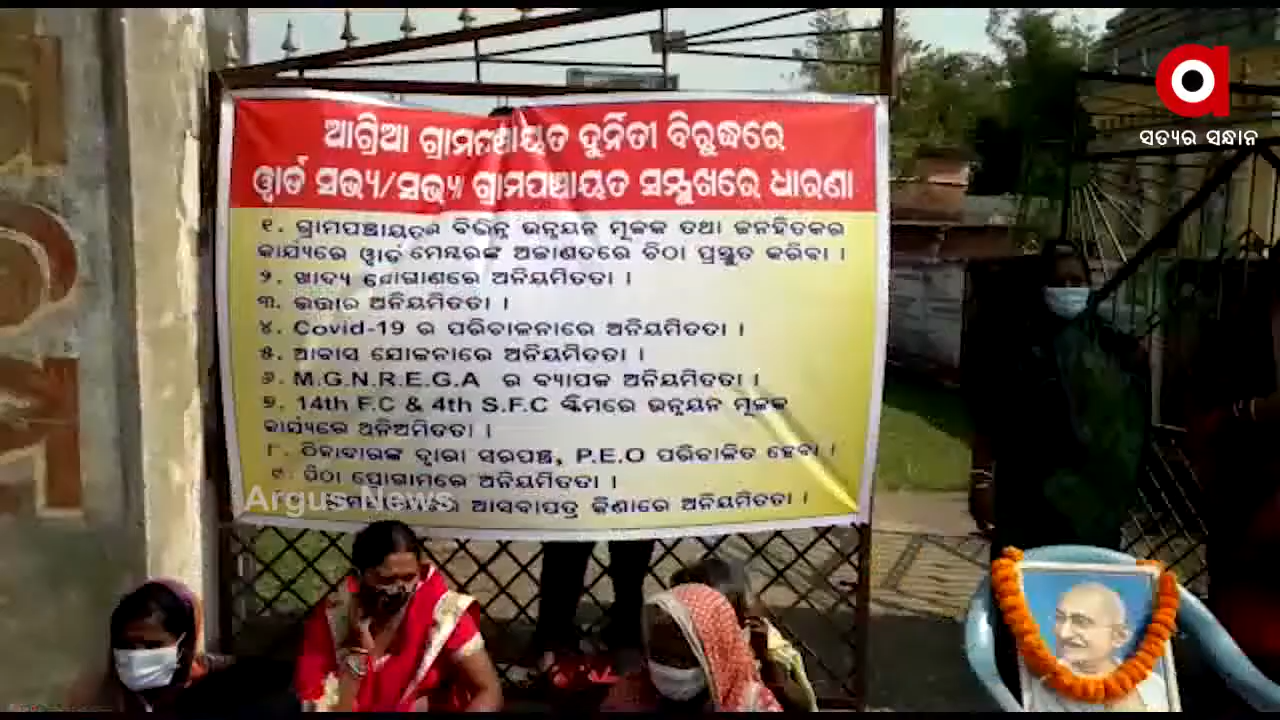 ଆଗ୍ରିଆ ଗ୍ରାମପଞ୍ଚାୟତ ଦୁର୍ନିତୀ ବିରୁଦ୍ଧରେ
ୱାର୍ଡ ସଭ୍ୟ/ସଭ୍ୟା ଗ୍ରାମପଞ୍ଚାୟତ ସମ୍ମୁଖରେ ଧାରଣା
ସତ୍ୟର ସନ୍ଧାନ
୧. ଗ୍ରାମପଞ୍ଚାୟତର ବିଭିନ୍ନ ଉନ୍ନୟନ ମୂଳକ ତଥା ଜନହିତକର
କାର୍ଯ୍ୟରେ ୱାର୍ଡ ମେମ୍ବରଙ୍କ ଅଜାଣତରେ ଚିଠା ପ୍ରସ୍ତୁତ କରିବା ।
୨. ଖାଦ୍ୟ ଯୋଗାଣରେ ଅନିୟମିତତା ।
୩. ଭତ୍ତାର ଅନିୟମିତତା ।
୪. Covid-19 ର ପରିଚାଳନାରେ ଅନିୟମିତତା ।
୫. ଆବାସ ଯୋଜନାରେ ଅନିୟମିତତା ।
୬. M.G.N.R.E.G.A ର ବ୍ୟାପକ ଅନିୟମିତତା ।
୭. 14th F.C & 4th S.F.C ସ୍କିମରେ ଉନ୍ନୟନ ମୂଳକ
କାର୍ଯ୍ୟରେ ଅନିଅମିତତା ।
୮. ଠିକାଦାରଙ୍କ ଦ୍ୱାରା ସରପଞ୍ଚ, P.E.O ପରିଚାଳିତ ହେବା ।
୯. ପିଠା ପ୍ରୋଗାମରେ ଅନିୟମିତତା ।
ଆସବାପତ୍ର କିଣାରେ ଅନିୟମିତତା ।
Argus News